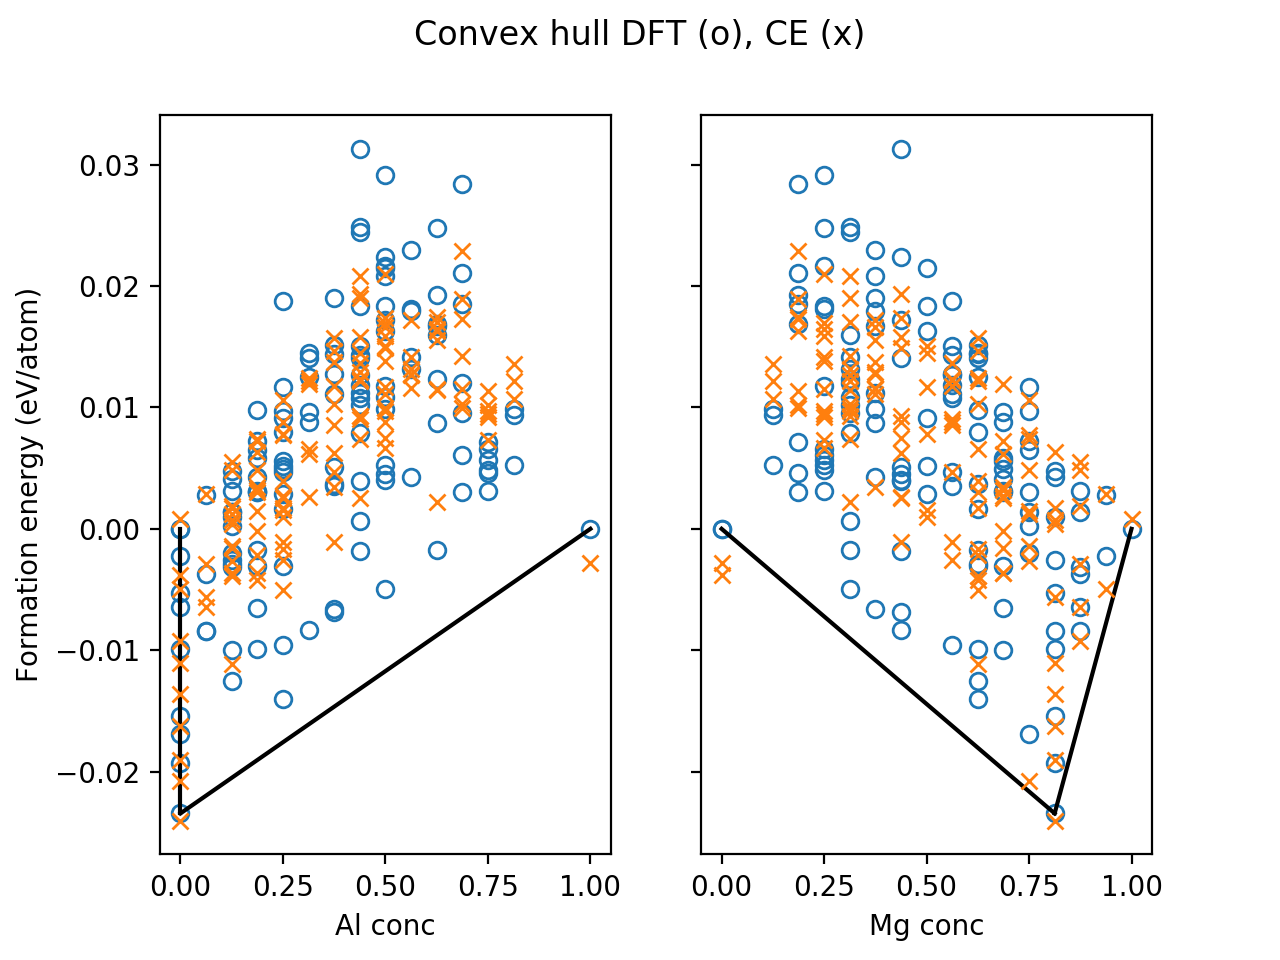 Convex hull DFT (o), CE (x)
Formation energy (eV/atom)
0.03
0.02
0.01
0.00
−0.01
−0.02
0.00 0.25 0.50 0.75 1.00
Al conc
0.00 0.25 0.50 0.75 1.00
Mg conc